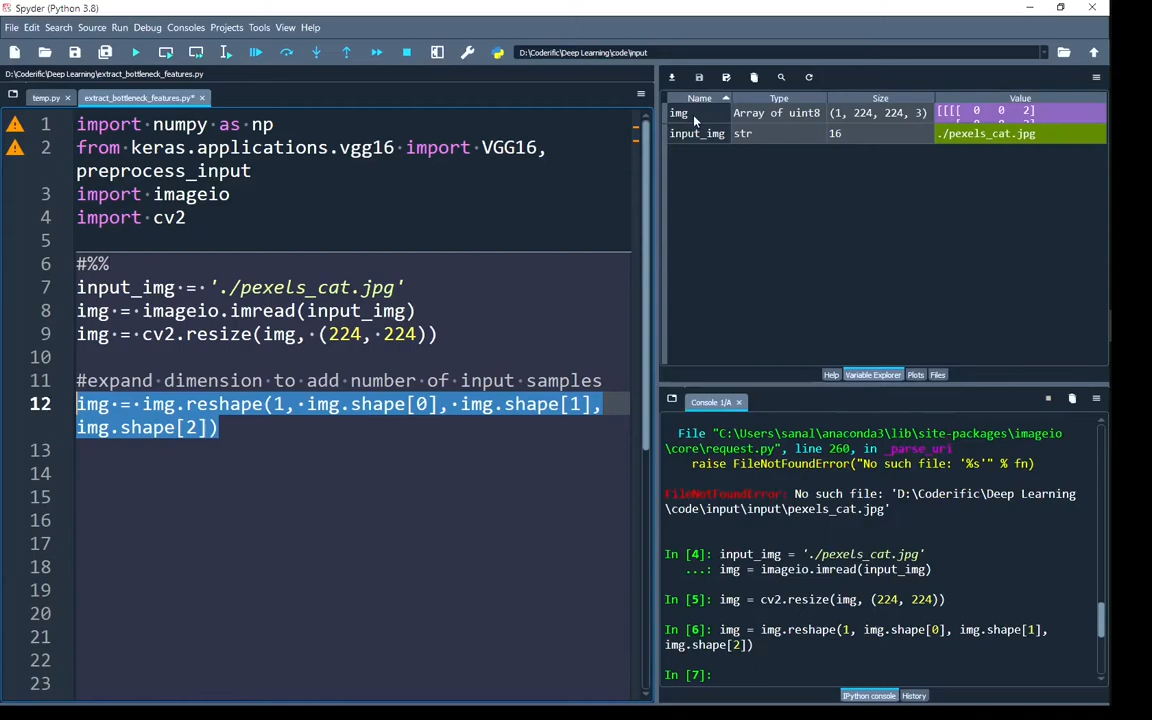 Spyder (Python 3.8)
File Edit Search Source Run Debug Consoles Projects Tools View Help
D:\Coderific\Deep Learning\code\input
D:\Coderific\Deep Learning\extract_bottleneck_features.py
temp.py
extract_bottleneck_features.py*
1 import numpy as np
2 from keras.applications.vgg16 import VGG16,
preprocess_input
3 import imageio
4 import cv2
5
6 #%%
7 input_img = './pexels_cat.jpg'
8 img = imageio.imread(input_img)
9 img = cv2.resize(img, (224, 224))
10
11 #expand dimension to add number of input samples
12 img = img.reshape(1, img.shape[0], img.shape[1],
img.shape[2])
13
14
15
16
17
18
19
20
21
22
23
Name Type Size Value
img Array of uint8 (1, 224, 224, 3) [[[[ 0 0 2]
input_img str 16 ./pexels_cat.jpg
Help Variable Explorer Plots Files
Console 1/A
File "C:\Users\sanal\anaconda3\lib\site-packages\imageio
\core\request.py", line 260, in _parse_uri
raise FileNotFoundError("No such file: '%s'" % fn)
FileNotFoundError: No such file: 'D:\Coderific\Deep Learning
\code\input\input\pexels_cat.jpg'
In [4]: input_img = './pexels_cat.jpg'
...: img = imageio.imread(input_img)
In [5]: img = cv2.resize(img, (224, 224))
In [6]: img = img.reshape(1, img.shape[0], img.shape[1],
img.shape[2])
In [7]:
IPython console History